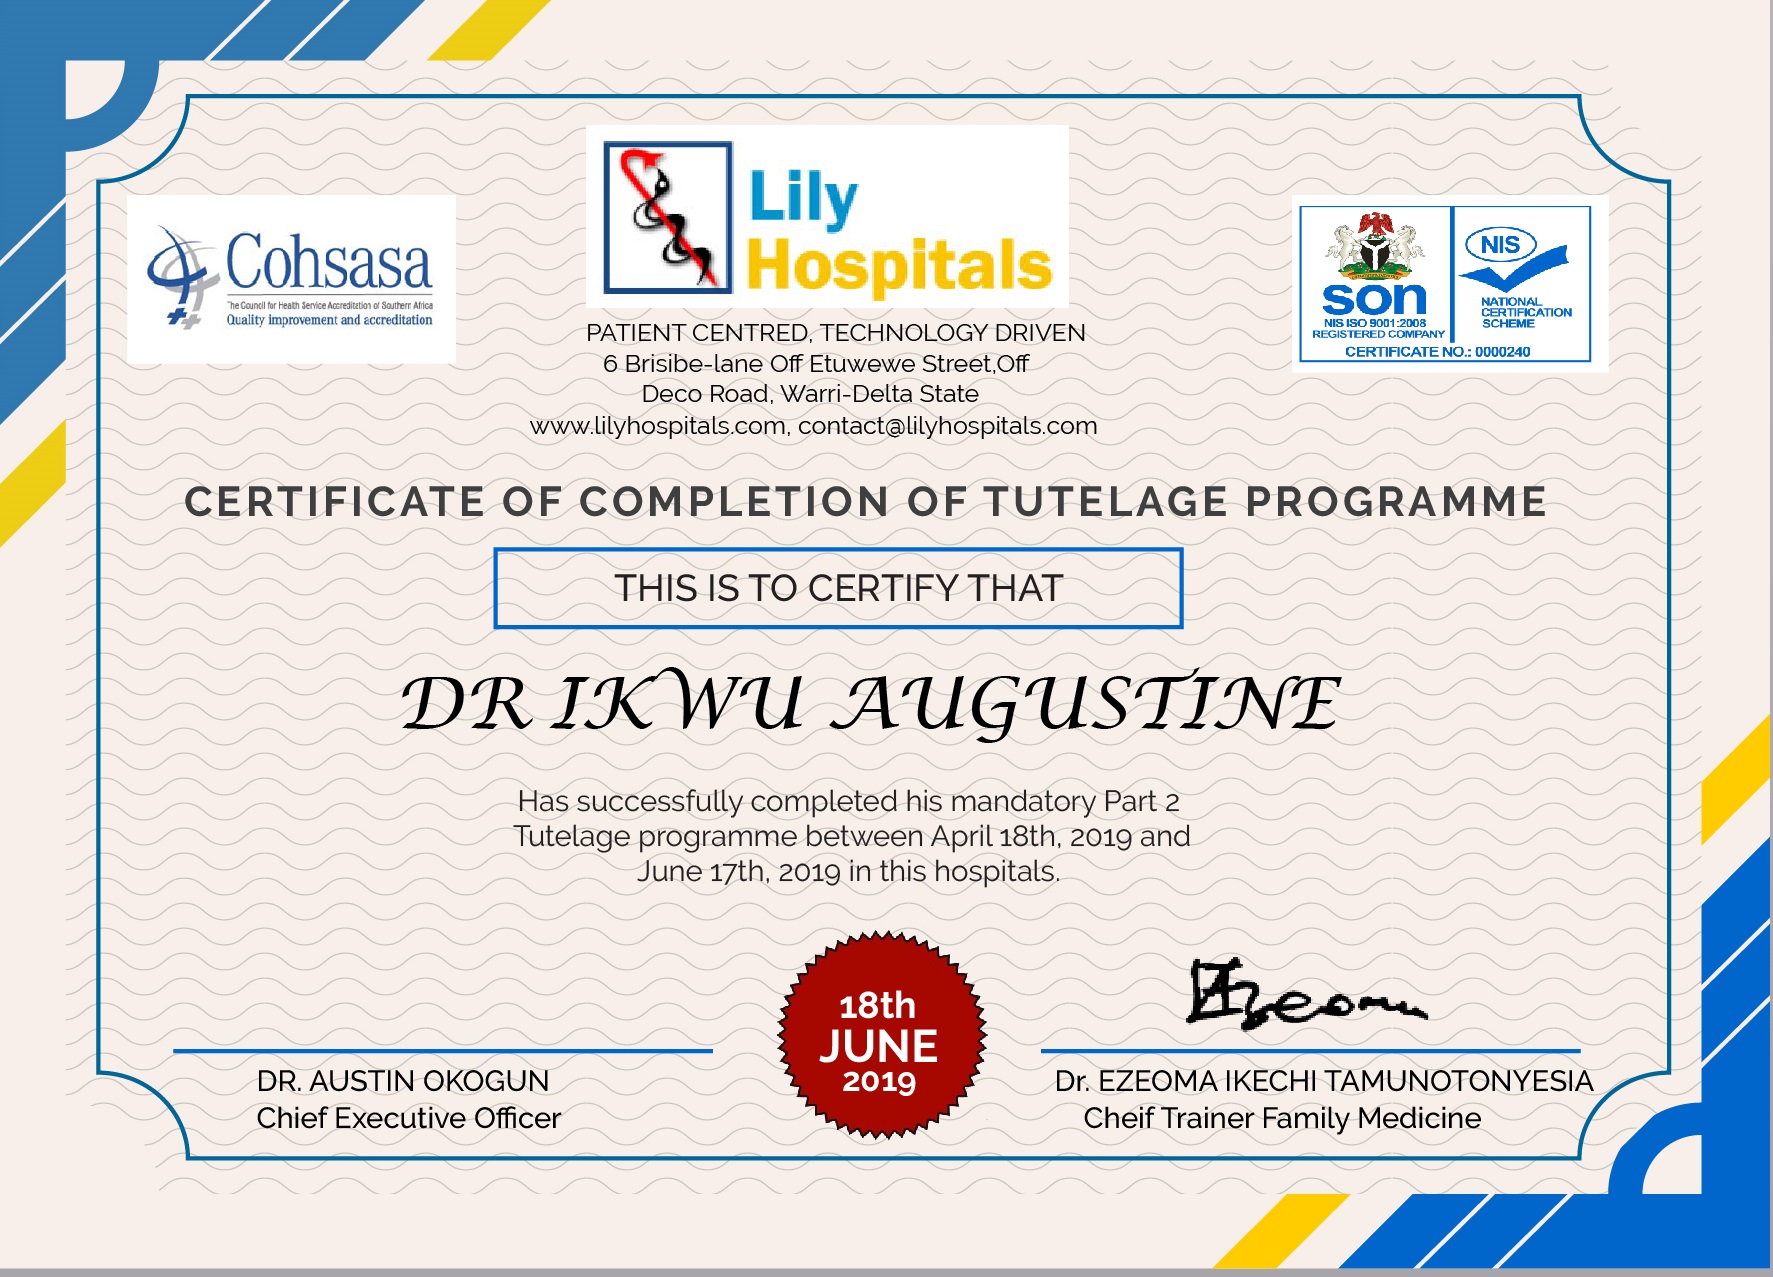 Cohsasa
The Council for Health Service Accreditation of Southern Africa
Quality improvement and accreditation
Lily
Hospitals
son
NIS ISO 9001:2008
REGISTERED COMPANY
NIS
NATIONAL
CERTIFICATION
SCHEME
CERTIFICATE NO.: 0000240
PATIENT CENTRED, TECHNOLOGY DRIVEN
6 Brisibe-lane Off Etuwewe Street,Off
Deco Road, Warri-Delta State
www.lilyhospitals.com, contact@lilyhospitals.com
CERTIFICATE OF COMPLETION OF TUTELAGE PROGRAMME
THIS IS TO CERTIFY THAT
DR IKWU AUGUSTINE
Has successfully completed his mandatory Part 2
Tutelage programme between April 18th, 2019 and
June 17th, 2019 in this hospitals.
18th
JUNE
2019
Ezeoma
DR. AUSTIN OKOGUN
Chief Executive Officer
Dr. EZEOMA IKECHI TAMUNOTONYESIA
Cheif Trainer Family Medicine